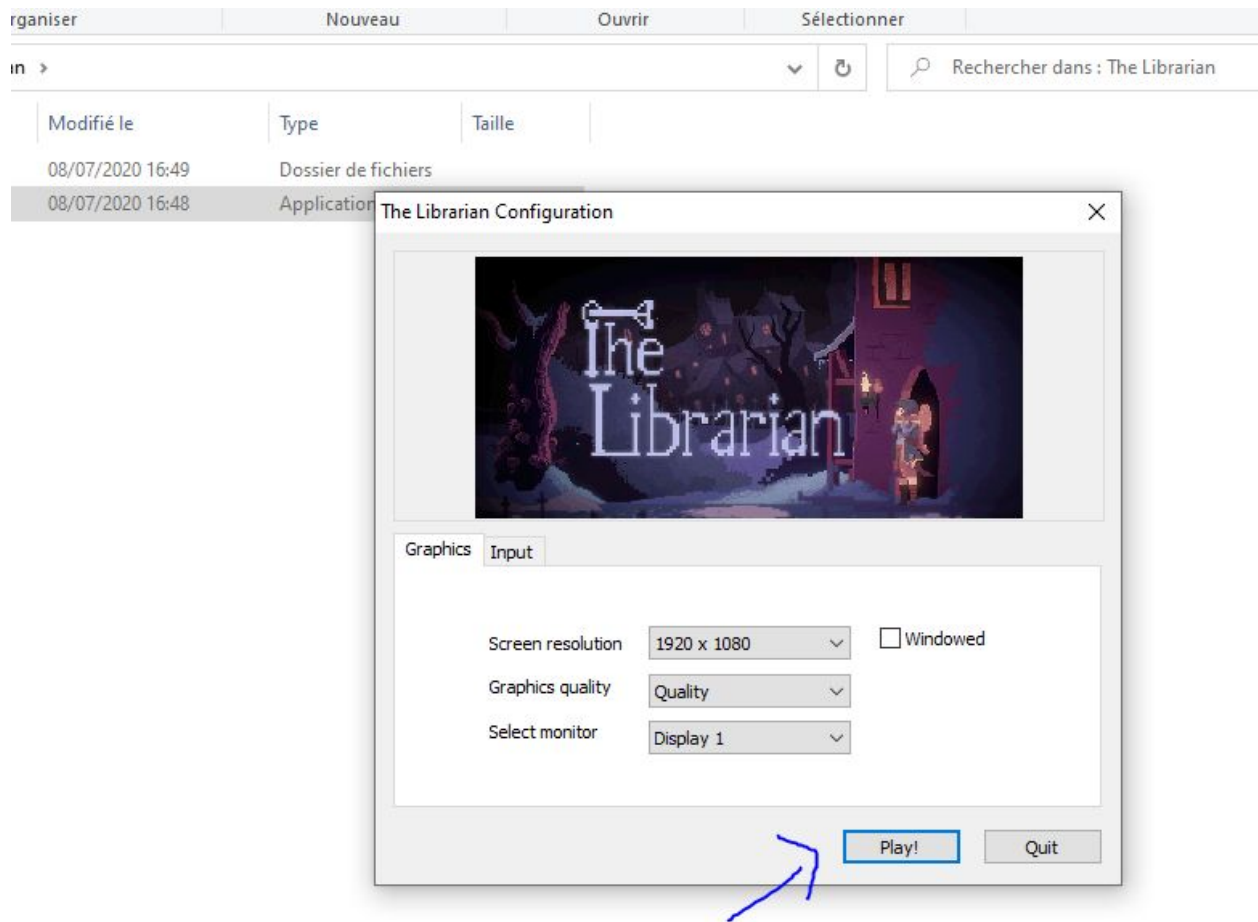 rganiser Nouveau Ouvrir Sélectionner
an > Rechercher dans : The Librarian
Modifié le Type Taille
08/07/2020 16:49 Dossier de fichiers
08/07/2020 16:48 Application
The Librarian Configuration
The
Librarian
Graphics Input
Screen resolution 1920 x 1080 Windowed
Graphics quality Quality
Select monitor Display 1
Play! Quit